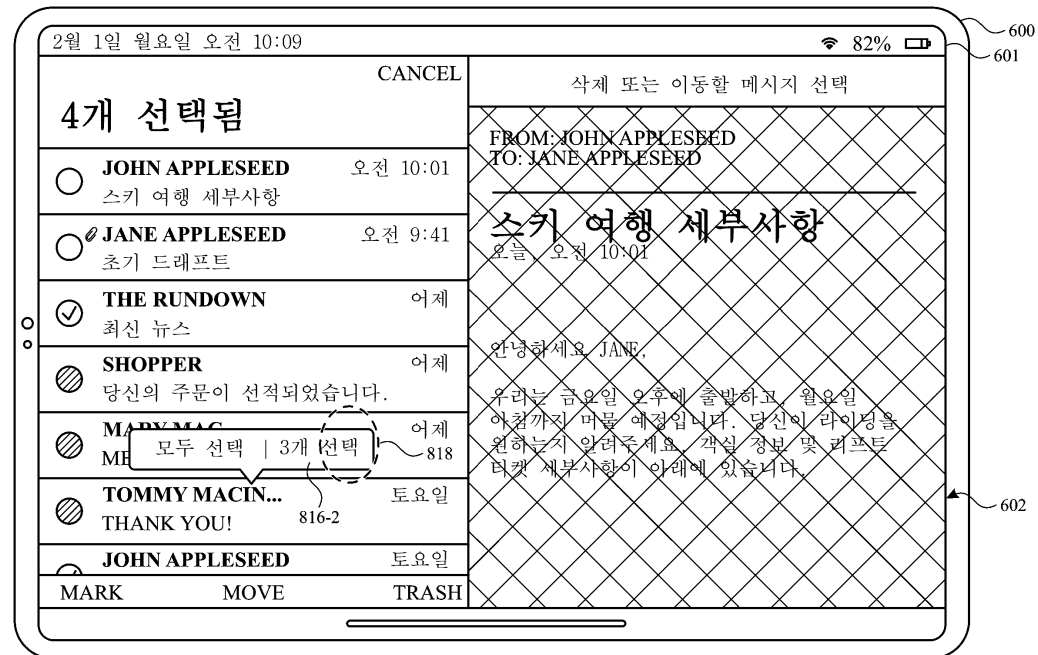 2월 1일 월요일 오전 10:09
82%
600
601
CANCEL
4개 선택됨
JOHN APPLESEED 오전 10:01
스키 여행 세부사항
JANE APPLESEED 오전 9:41
초기 드래프트
THE RUNDOWN 어제
최신 뉴스
SHOPPER 어제
당신의 주문이 선적되었습니다.
MARY MAC 어제
ME
모두 선택 | 3개 선택
818
816-2
TOMMY MACIN... 토요일
THANK YOU!
JOHN APPLESEED 토요일
MARK MOVE TRASH
삭제 또는 이동할 메시지 선택
FROM: JOHN APPLESEED
TO: JANE APPLESEED
스키 여행 세부사항
오늘, 오전 10:01
안녕하세요 JANE,
우리는 금요일 오후에 출발하고, 월요일
아침까지 머물 예정입니다. 당신이 라이딩을
원하는지 알려주세요. 객실 정보 및 리프트
티켓 세부사항이 아래에 있습니다.
602